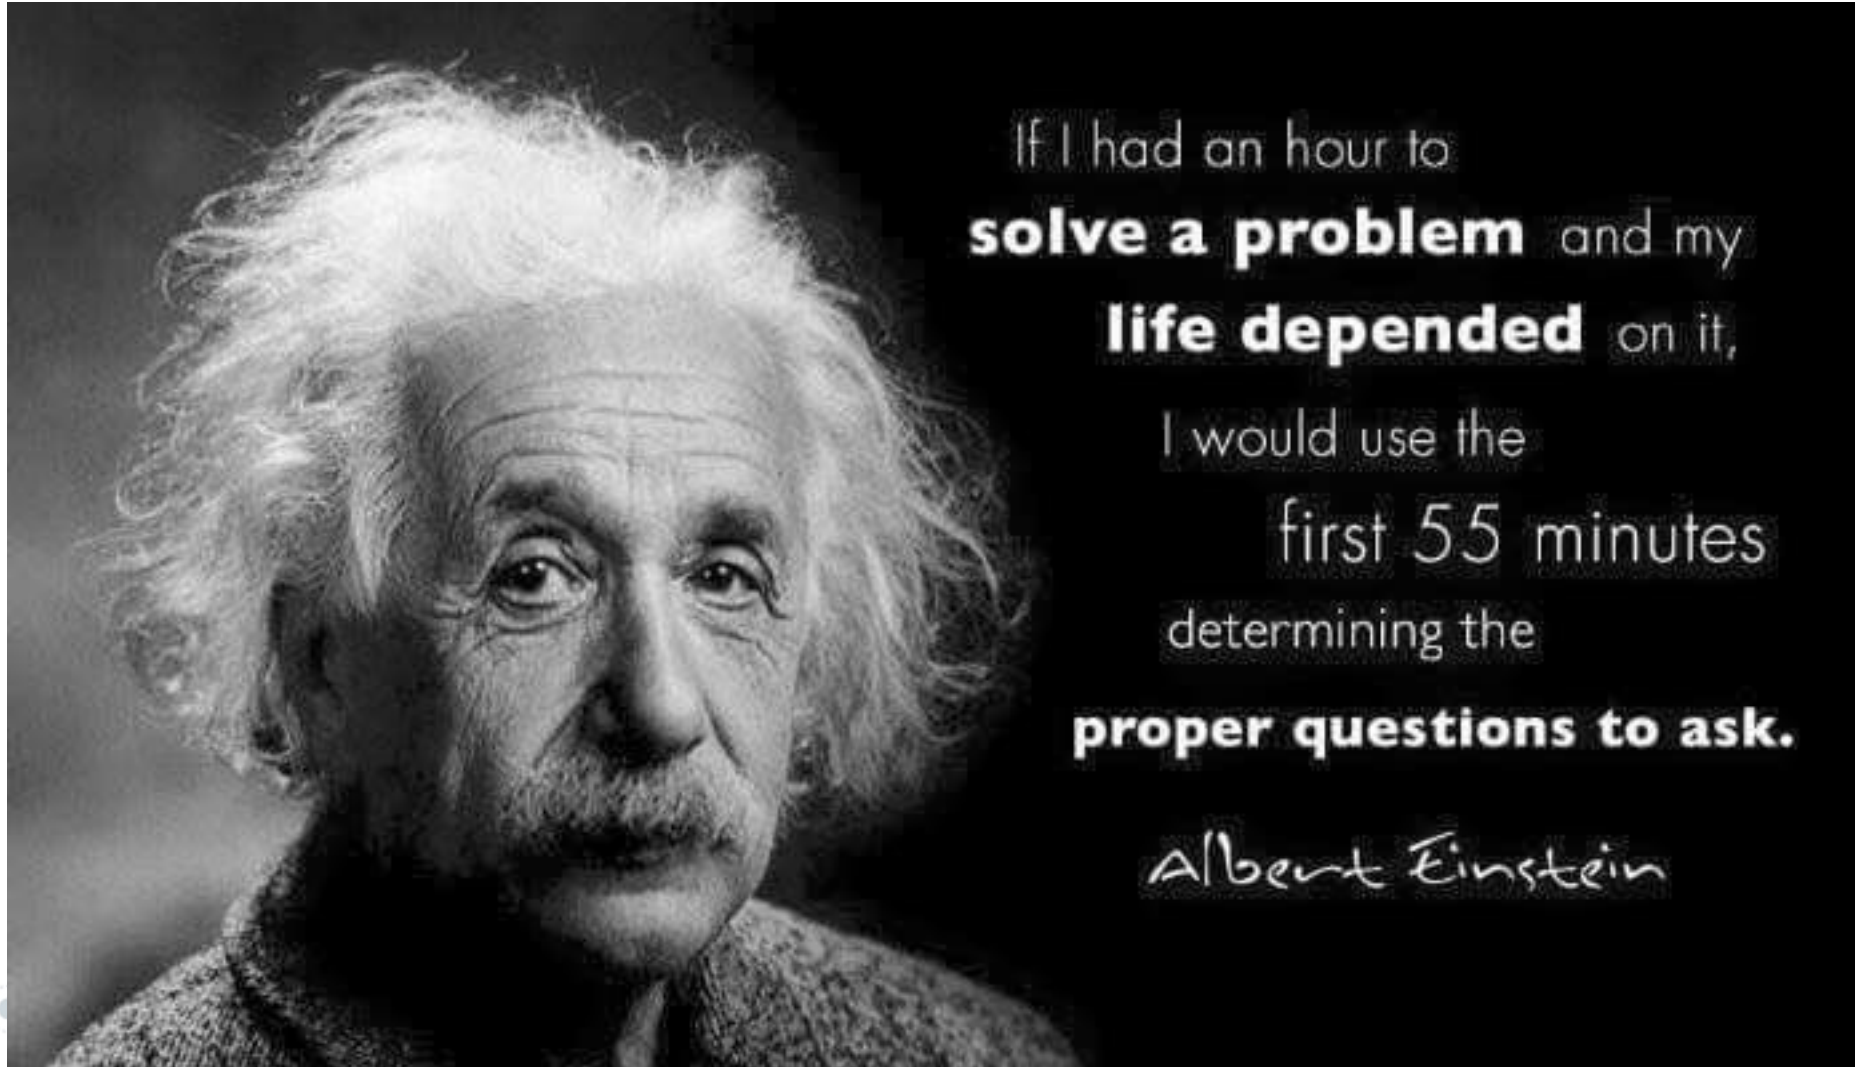 If I had an hour to
solve a problem and my
life depended on it,
I would use the
first 55 minutes
determining the
proper questions to ask.
Albert Einstein